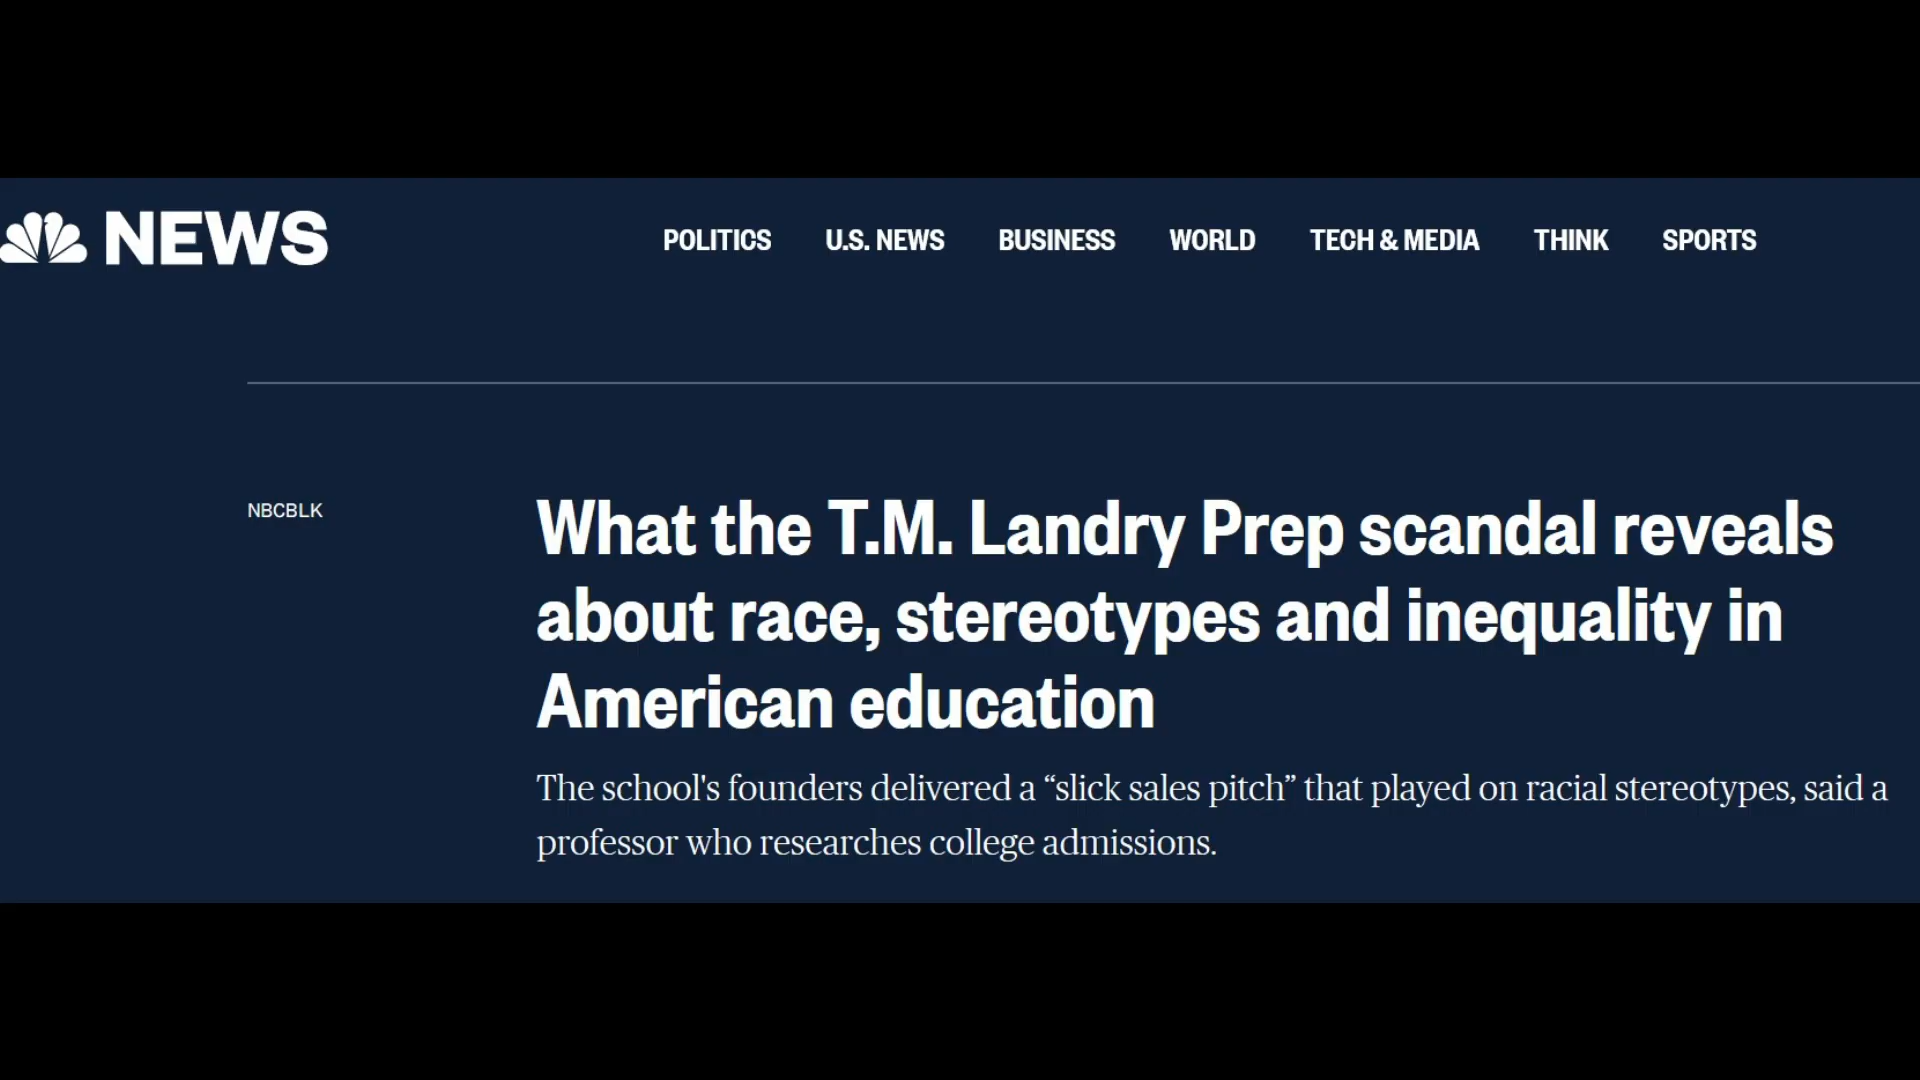 NEWS
POLITICS U.S. NEWS BUSINESS WORLD TECH & MEDIA THINK SPORTS
NBCBLK
What the T.M. Landry Prep scandal reveals
about race, stereotypes and inequality in
American education
The school's founders delivered a “slick sales pitch” that played on racial stereotypes, said a
professor who researches college admissions.